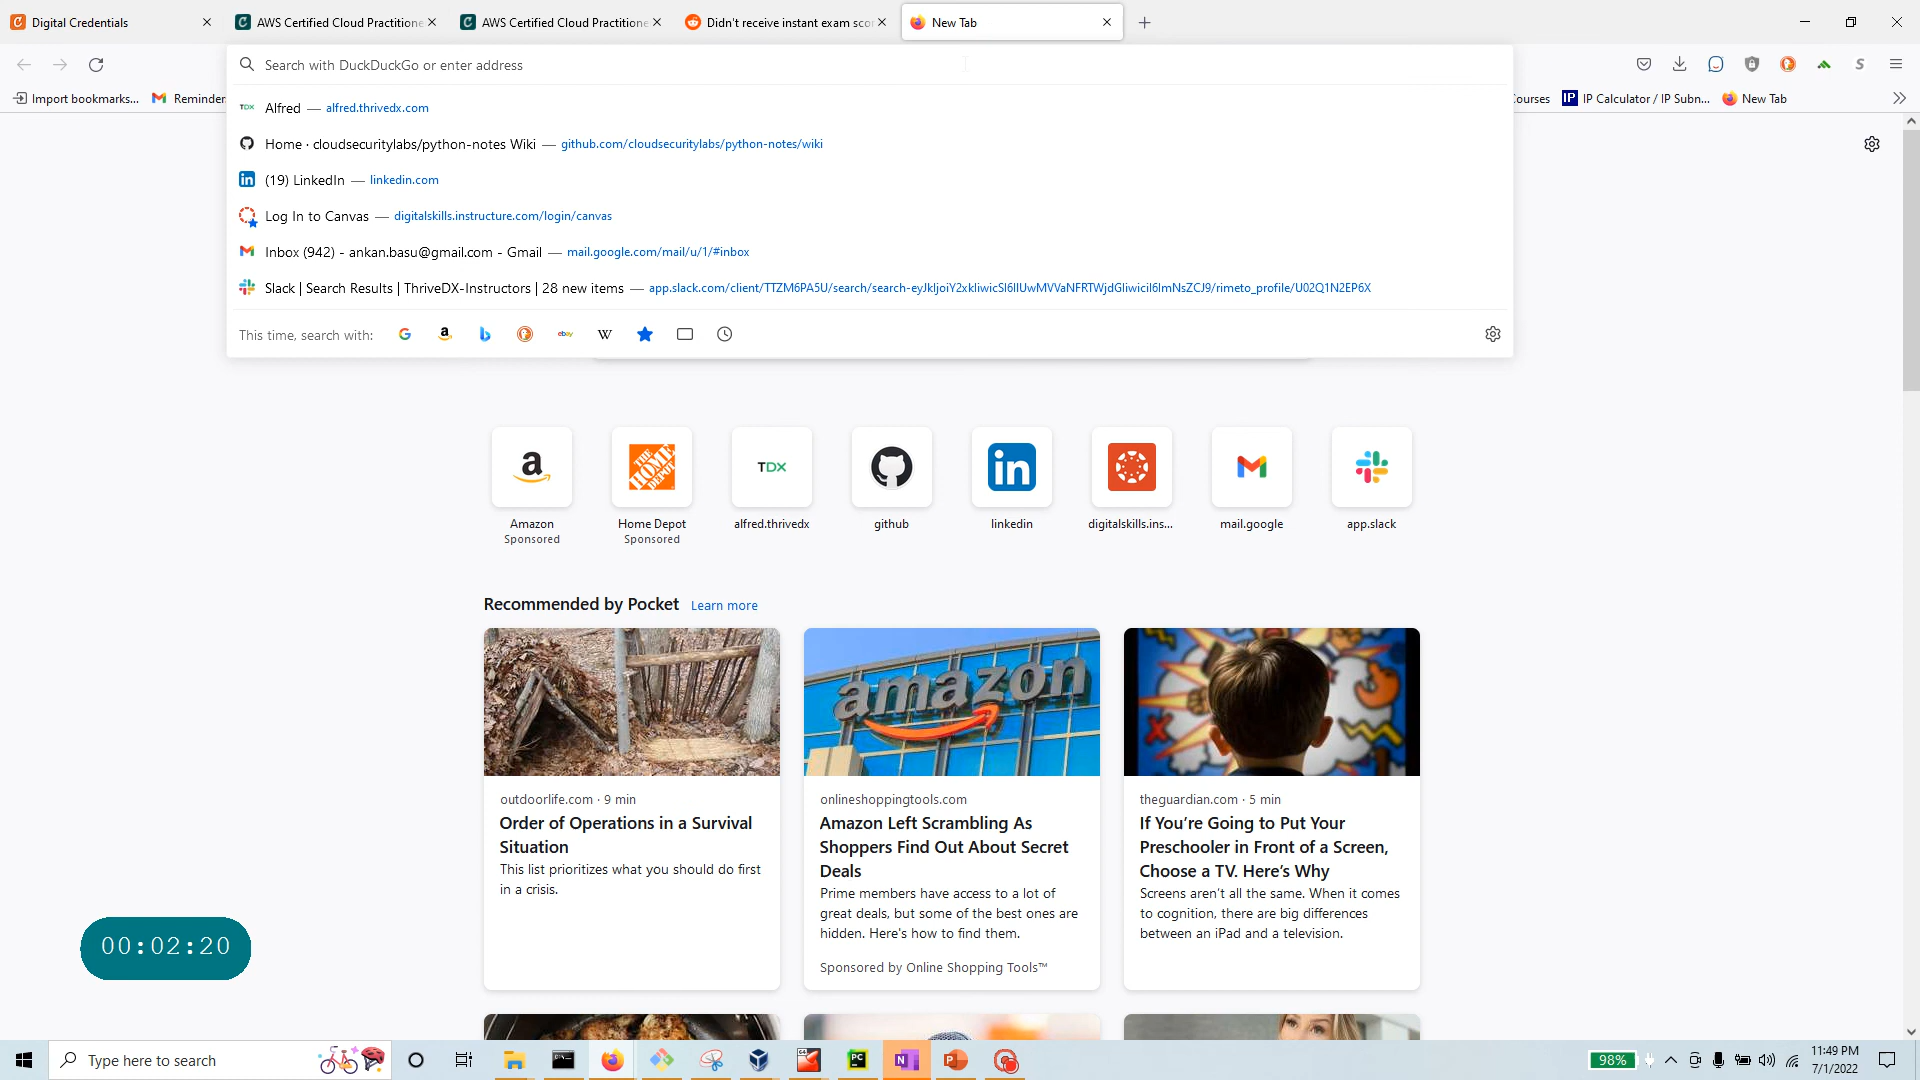 Digital Credentials
AWS Certified Cloud Practitione
AWS Certified Cloud Practitione
Didn't receive instant exam sco
New Tab
Search with DuckDuckGo or enter address
Import bookmarks...
Reminder
Courses
IP Calculator / IP Subn...
New Tab
Alfred — alfred.thrivedx.com
Home · cloudsecuritylabs/python-notes Wiki — github.com/cloudsecuritylabs/python-notes/wiki
(19) LinkedIn — linkedin.com
Log In to Canvas — digitalskills.instructure.com/login/canvas
Inbox (942) - ankan.basu@gmail.com - Gmail — mail.google.com/mail/u/1/#inbox
Slack | Search Results | ThriveDX-Instructors | 28 new items —
This time, search with:
Amazon
Sponsored
Home Depot
Sponsored
TDX
alfred.thrivedx
github
linkedin
digitalskills.ins...
mail.google
app.slack
Recommended by Pocket Learn more
amazon
outdoorlife.com · 9 min
Order of Operations in a Survival
Situation
This list prioritizes what you should do first
in a crisis.
onlineshoppingtools.com
Amazon Left Scrambling As
Shoppers Find Out About Secret
Deals
Prime members have access to a lot of
great deals, but some of the best ones are
hidden. Here's how to find them.
Sponsored by Online Shopping Tools™
theguardian.com · 5 min
If You’re Going to Put Your
Preschooler in Front of a Screen,
Choose a TV. Here’s Why
Screens aren’t all the same. When it comes
to cognition, there are big differences
between an iPad and a television.
00:02:20
Type here to search
98%
11:49 PM
7/1/2022